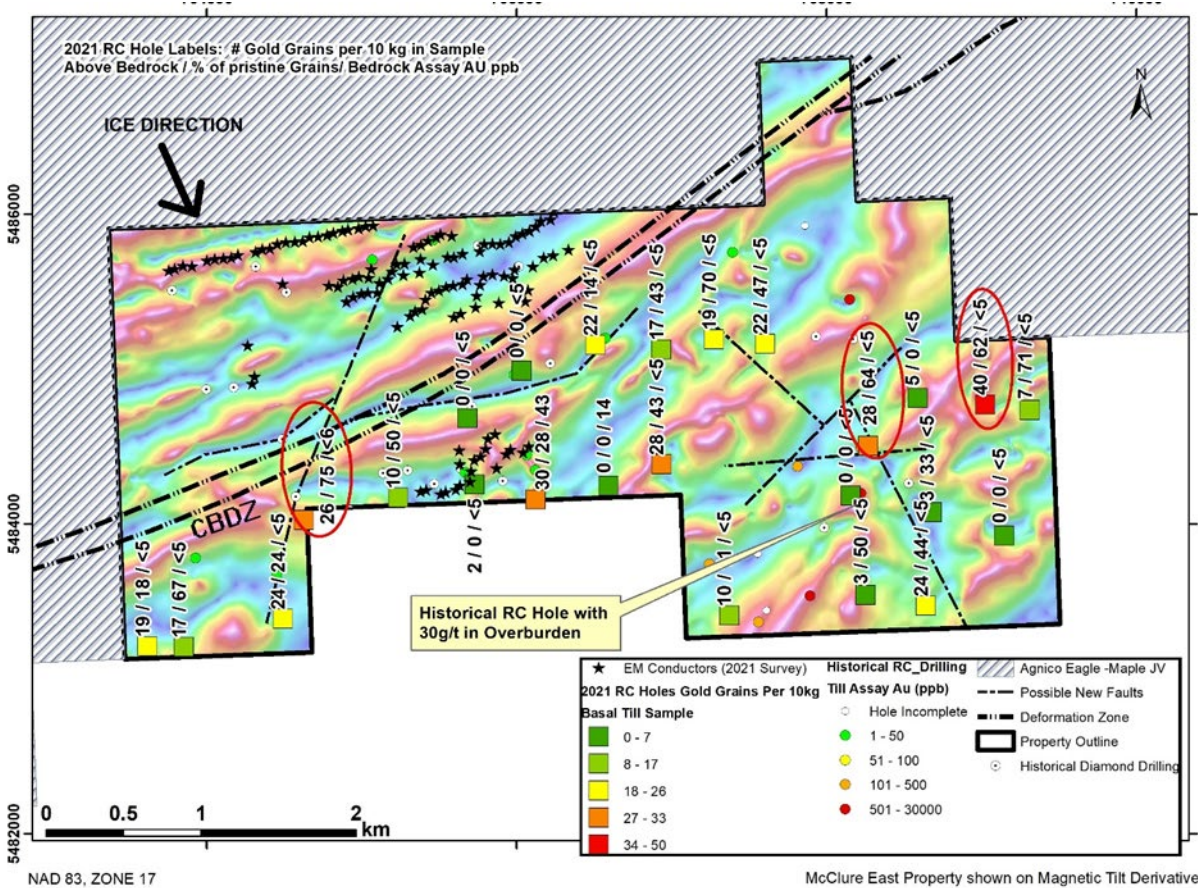 2021 RC Hole Labels: # Gold Grains per 10 kg in Sample
Above Bedrock / % of pristine Grains/ Bedrock Assay AU ppb
ICE DIRECTION
N
5486000
5484000
5482000
CBDZ
19 / 18 / <5
17 / 67 / <5
24 / 24 / <5
26 / 75 / <6
10 / 50 / <5
0 / 0 / <5
2 / 0 / <5
0 / 0 / <5
30 / 28 / 43
22 / 14 / <5
0 / 0 / 14
17 / 43 / <5
28 / 43 / <5
19 / 70 / <5
22 / 47 / <5
28 / 64 / <5
5 / 0 / <5
40 / 62 / <5
7 / 71 / <5
3 / 33 / <5
0 / 0 / <5
3 / 50 / <5
24 / 44 / <5
Historical RC Hole with
30g/t in Overburden
EM Conductors (2021 Survey)
2021 RC Holes Gold Grains Per 10kg
Basal Till Sample
0 - 7
8 - 17
18 - 26
27 - 33
34 - 50
Historical RC_Drilling
Till Assay Au (ppb)
Hole Incomplete
1 - 50
51 - 100
101 - 500
501 - 30000
Agnico Eagle -Maple JV
Possible New Faults
Deformation Zone
Property Outline
Historical Diamond Drilling
0 0.5 1 2
km
NAD 83, ZONE 17
McClure East Property shown on Magnetic Tilt Derivative